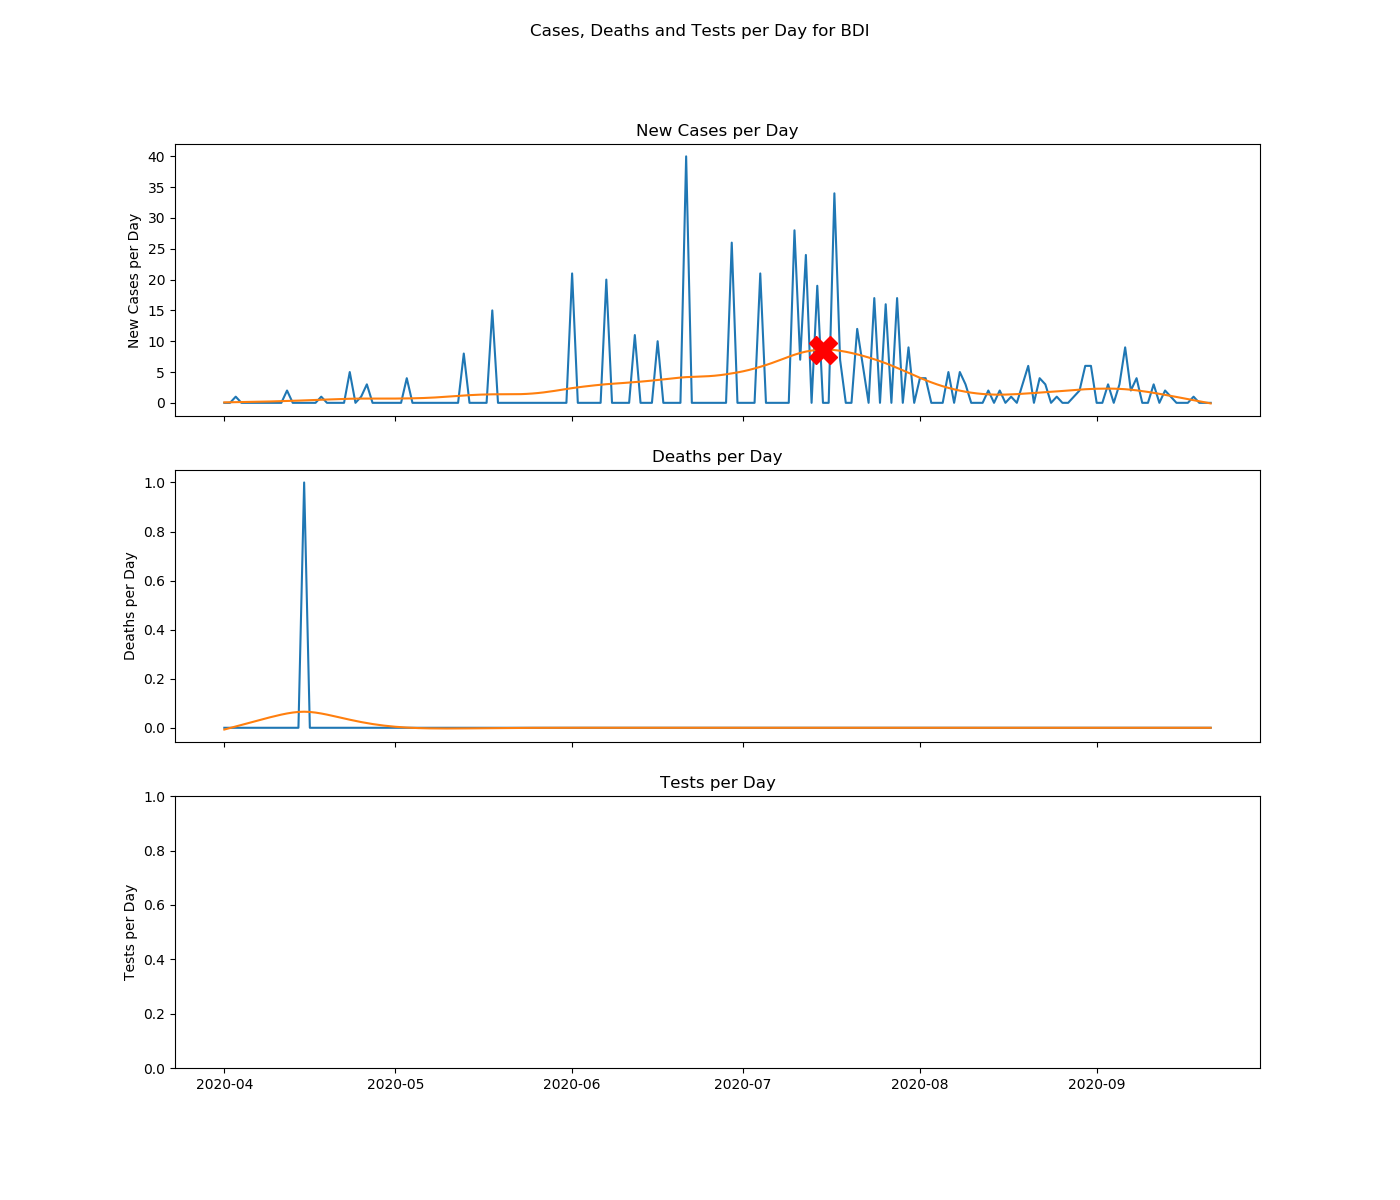 Cases, Deaths and Tests per Day for BDI
New Cases per Day
New Cases per Day
40
35
30
25
20
15
10
5
0
Deaths per Day
Deaths per Day
1.0
0.8
0.6
0.4
0.2
0.0
Tests per Day
Tests per Day
1.0
0.8
0.6
0.4
0.2
0.0
2020-04 2020-05 2020-06 2020-07 2020-08 2020-09